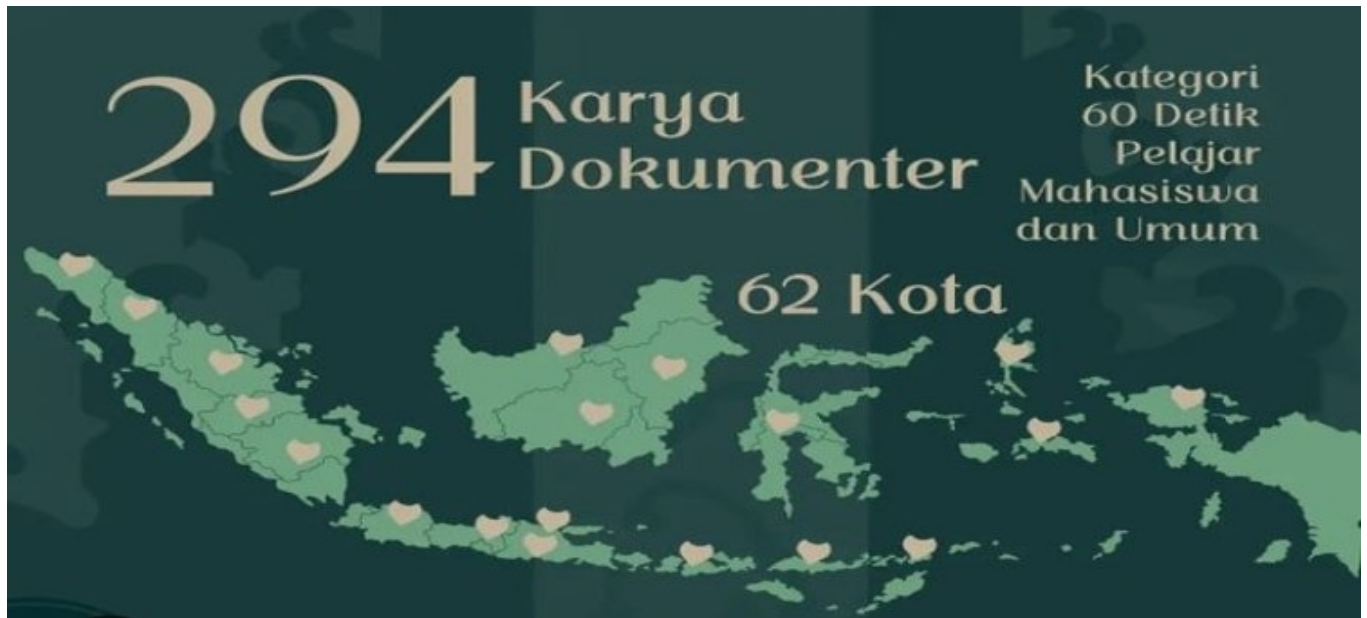 294
Karya
Dokumenter
Kategori
60 Detik
Pelajar
Mahasiswa
dan Umum
62 Kota